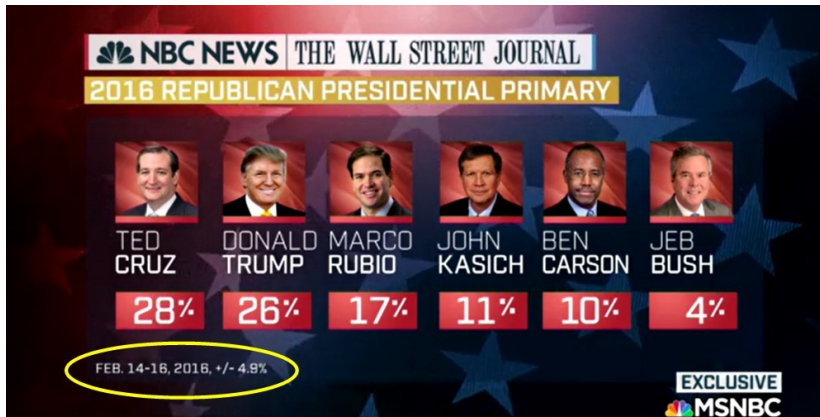 NBC NEWS THE WALL STREET JOURNAL
2016 REPUBLICAN PRESIDENTIAL PRIMARY
TED CRUZ
28%
DONALD TRUMP
26%
MARCO RUBIO
17%
JOHN KASICH
11%
BEN CARSON
10%
JEB BUSH
4%
FEB. 14-16, 2016, +/- 4.9%
EXCLUSIVE
MSNBC